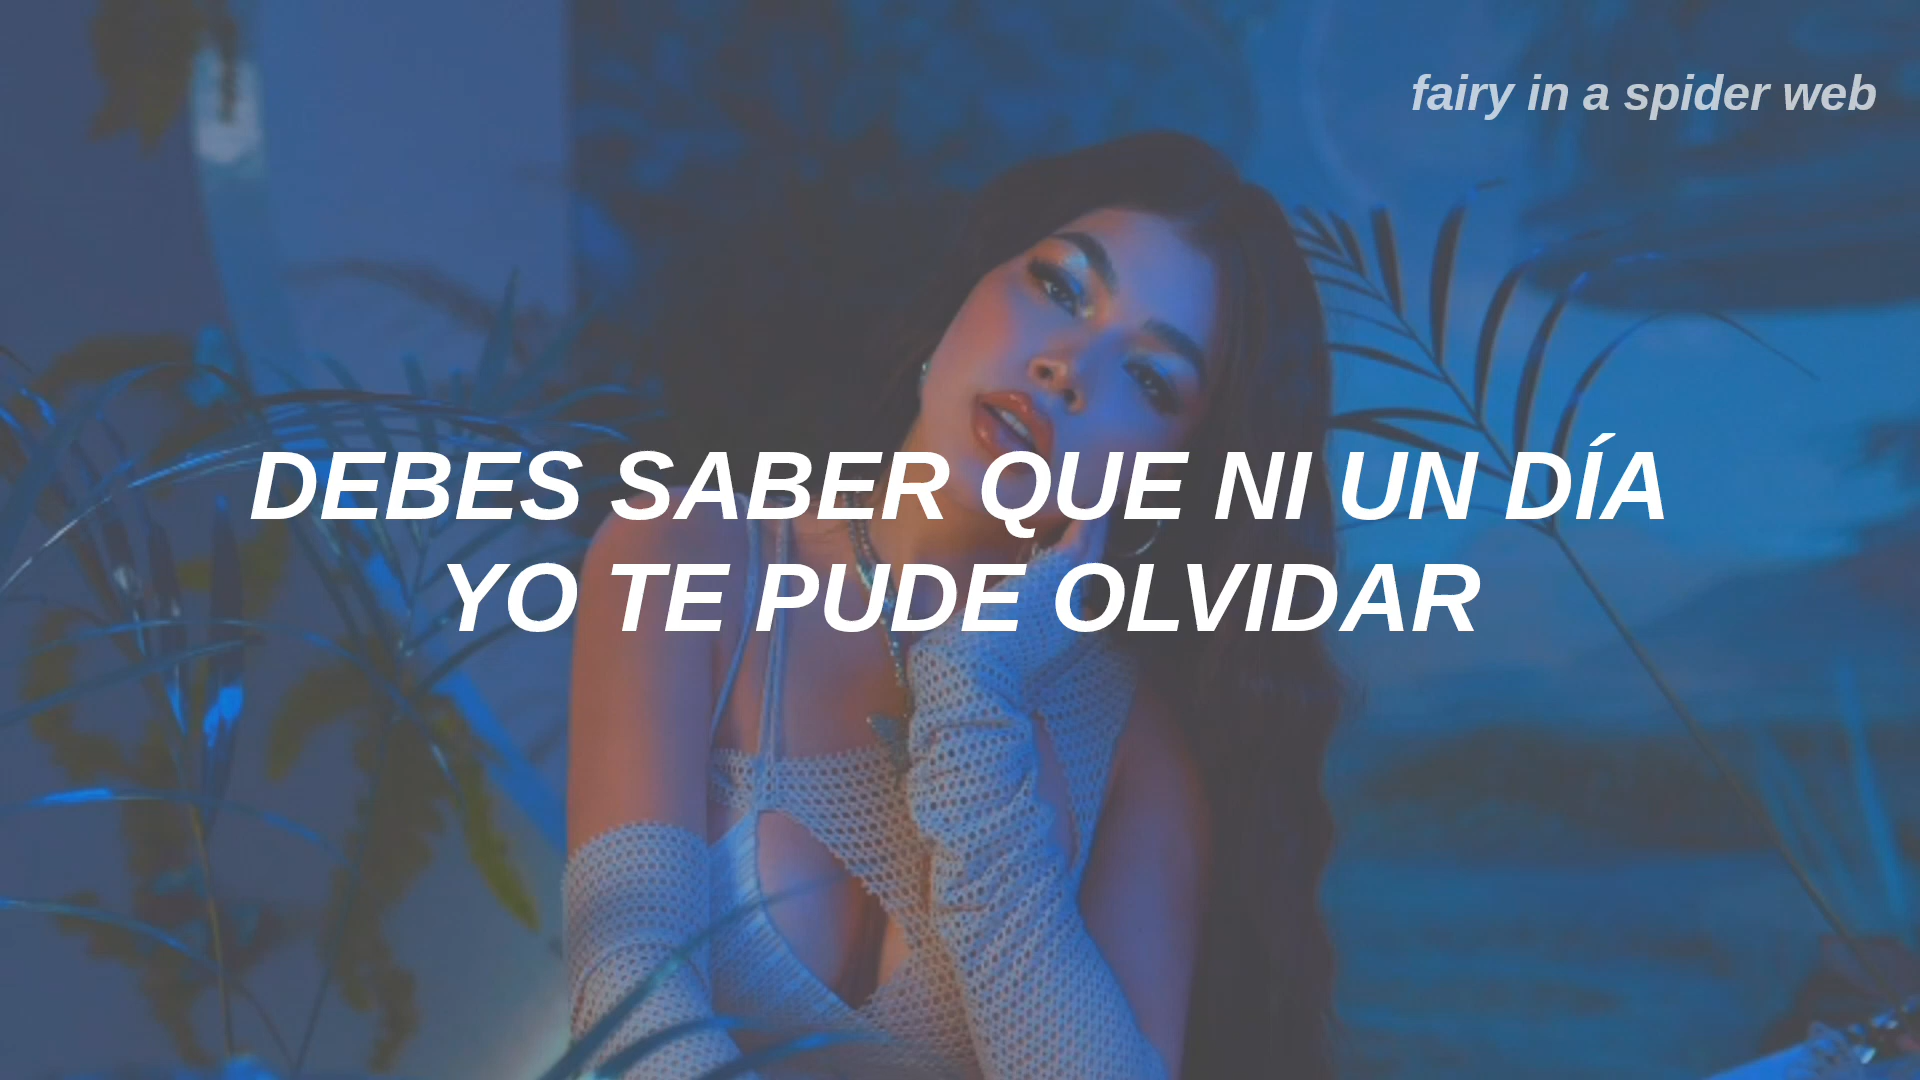 fairy in a spider web
DEBES SABER QUE NI UN DÍA
YO TE PUDE OLVIDAR